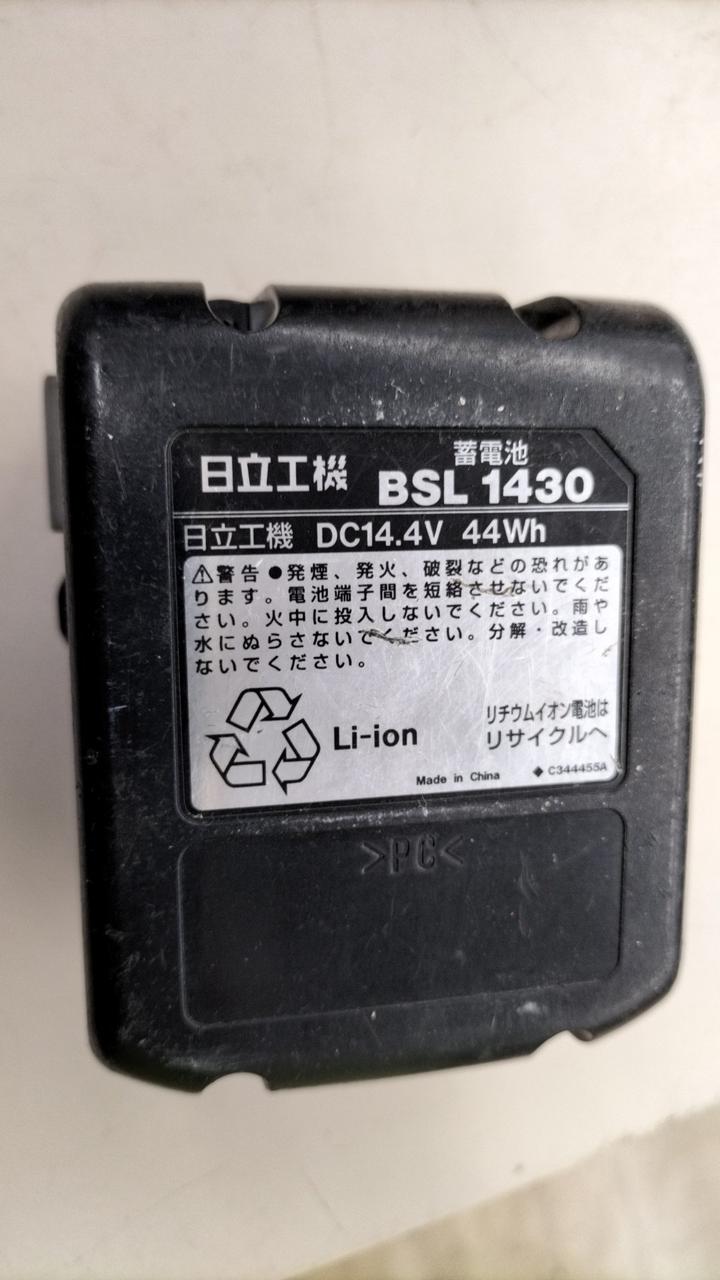 日立工機 蓄電池
BSL 1430
日立工機 DC14.4V 44Wh
⚠警告 ●発煙、発火、破裂などの恐れがあ
ります。電池端子間を短絡させないでくだ
さい。火中に投入しないでください。雨や
水にぬらさないでください。分解・改造し
ないでください。
Li-ion
リチウムイオン電池は
リサイクルへ
Made in China ◆ C344455A
>PC<